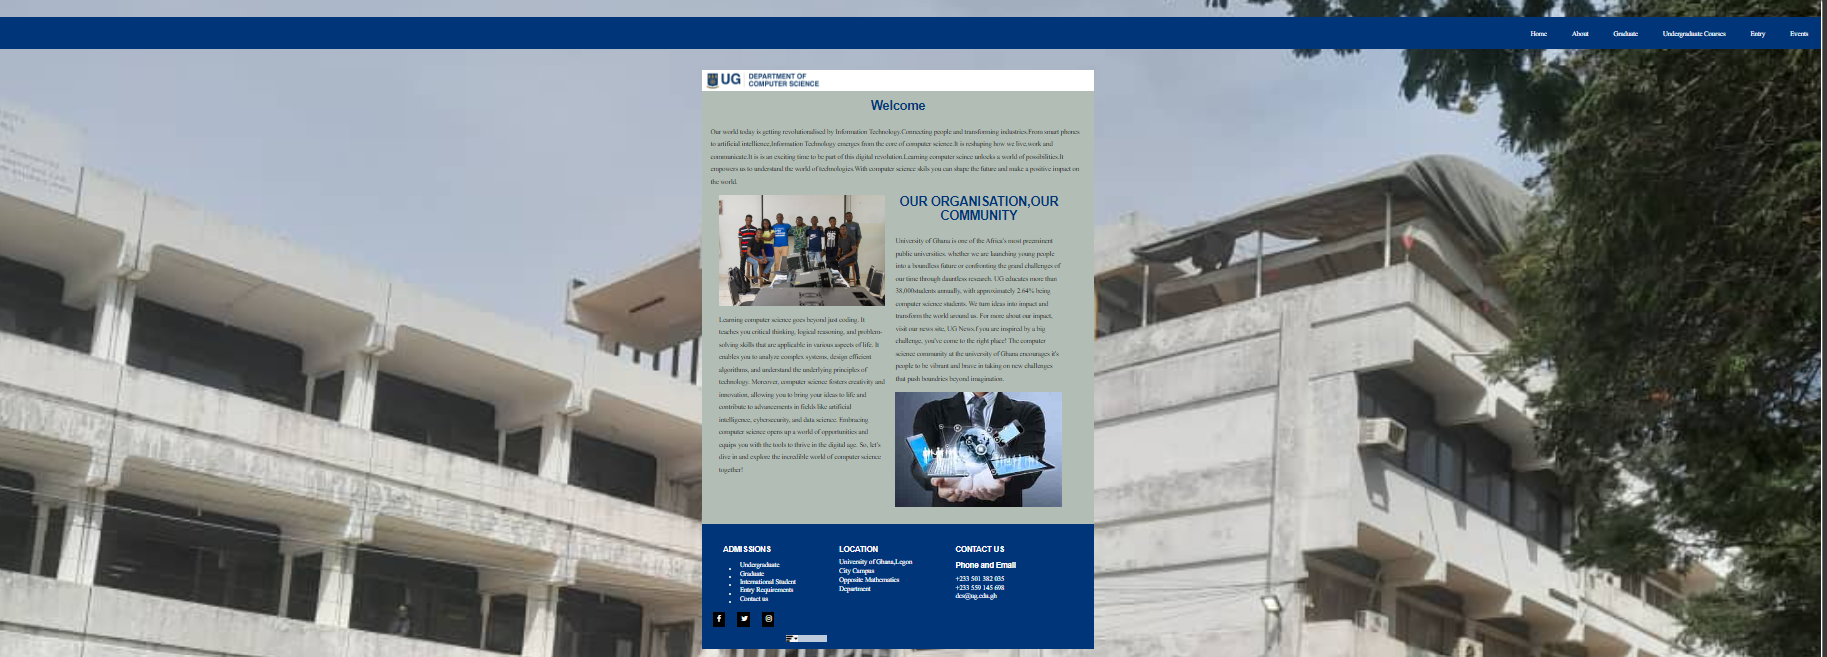 Home About Graduate Undergraduate Courses Entry Events
UG DEPARTMENT OF
COMPUTER SCIENCE
Welcome
Our world today is getting revolutionalised by Information Technology.Connecting people and transforming industries.From smart phones
to artificial intellience,Information Technology emerges from the core of computer science.It is reshaping how we live,work and
communicate.It is is an exciting time to be part of this digital revolution.Learning computer scince unlocks a world of possibilities.It
empowers us to understand the world of technologies.With computer science skils you can shape the future and make a positive impact on
the world.
Learning computer science goes beyond just coding. It
teaches you critical thinking, logical reasoning, and problem-
solving skills that are applicable in various aspects of life. It
enables you to analyze complex systems, design efficient
algorithms, and understand the underlying principles of
technology. Moreover, computer science fosters creativity and
innovation, allowing you to bring your ideas to life and
contribute to advancements in fields like artificial
intelligence, cybersecurity, and data science. Embracing
computer science opens up a world of opportunities and
equips you with the tools to thrive in the digital age. So, let's
dive in and explore the incredible world of computer science
together!
OUR ORGANISATION,OUR
COMMUNITY
University of Ghana is one of the Africa's most preeminent
public universities. whether we are launching young people
into a boundless future or confronting the grand challenges of
our time through dauntless research. UG educates more than
38,000students annually, with approximately 2.64% being
computer science students. We turn ideas into impact and
transform the world around us. For more about our impact,
visit our news site, UG News.f you are inspired by a big
challenge, you've come to the right place! The computer
science community at the university of Ghana encourages it's
people to be vibrant and brave in taking on new challenges
that push boundries beyond imagination.
ADMISSIONS
Undergraduate
Graduate
International Student
Entry Requirements
Contact us
LOCATION
University of Ghana,Legon
City Campus
Opposite Mathematics
Department
CONTACT US
Phone and Email
+233 501 382 035
+233 559 145 698
dcs@ug.edu.gh